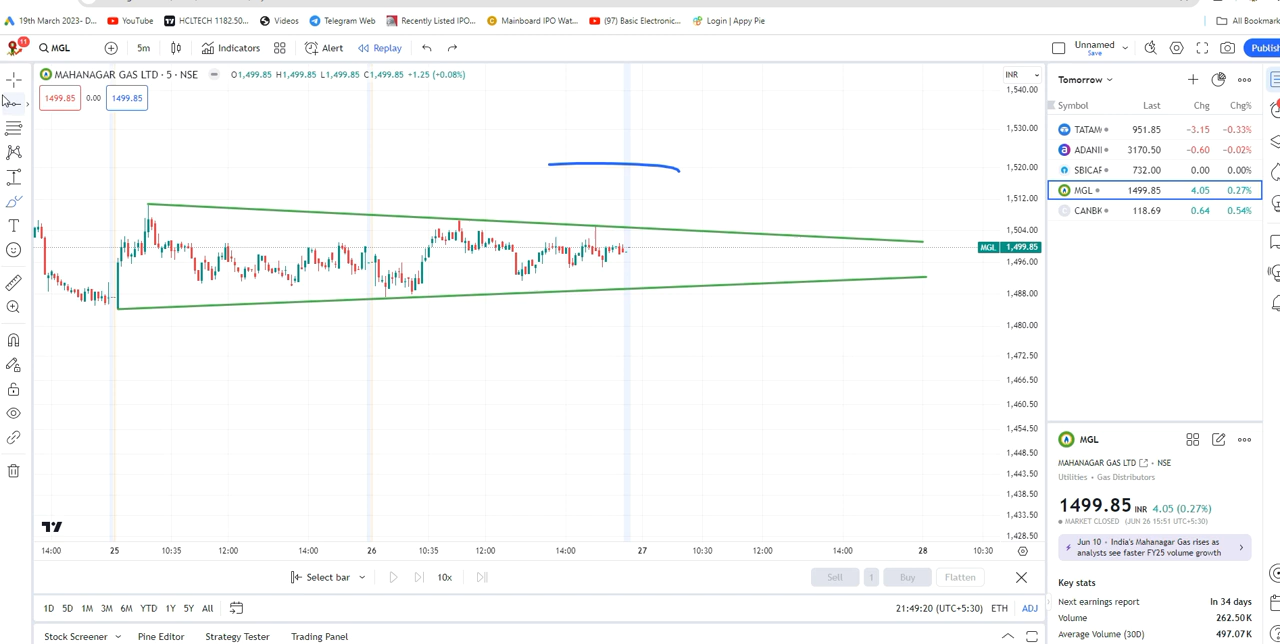 19th March 2023- D... YouTube HCLTECH 1182.50... Videos Telegram Web Recently Listed IPO... Mainboard IPO Wat... (97) Basic Electronic... Login | Appy Pie All Bookmark
11 MGL 5m Indicators Alert Replay Unnamed Save Publish
MAHANAGAR GAS LTD · 5 · NSE O1,499.85 H1,499.85 L1,499.85 C1,499.85 +1.25 (+0.08%) INR
1499.85 0.00 1499.85
1,540.00
1,530.00
1,520.00
1,512.00
1,504.00
MGL 1,499.85
1,496.00
1,488.00
1,480.00
1,472.50
1,466.50
1,460.50
1,454.50
1,448.50
1,443.50
1,438.50
1,433.50
1,428.50
14:00 25 10:35 12:00 14:00 26 10:35 12:00 14:00 27 10:30 12:00 14:00 28 10:30
Select bar 10x Sell 1 Buy Flatten
1D 5D 1M 3M 6M YTD 1Y 5Y All 21:49:20 (UTC+5:30) ETH ADJ
Stock Screener Pine Editor Strategy Tester Trading Panel
Tomorrow
Symbol Last Chg Chg%
TATAM 951.85 -3.15 -0.33%
ADANII 3170.50 -0.60 -0.02%
SBICAF 732.00 0.00 0.00%
MGL 1499.85 4.05 0.27%
CANBK 118.69 0.64 0.54%
MGL
MAHANAGAR GAS LTD · NSE
Utilities · Gas Distributors
1499.85 INR 4.05 (0.27%)
MARKET CLOSED (JUN 26 15:51 UTC+5:30)
Jun 10 · India's Mahanagar Gas rises as
analysts see faster FY25 volume growth
Key stats
Next earnings report In 34 days
Volume 262.50K
Average Volume (30D) 497.07K